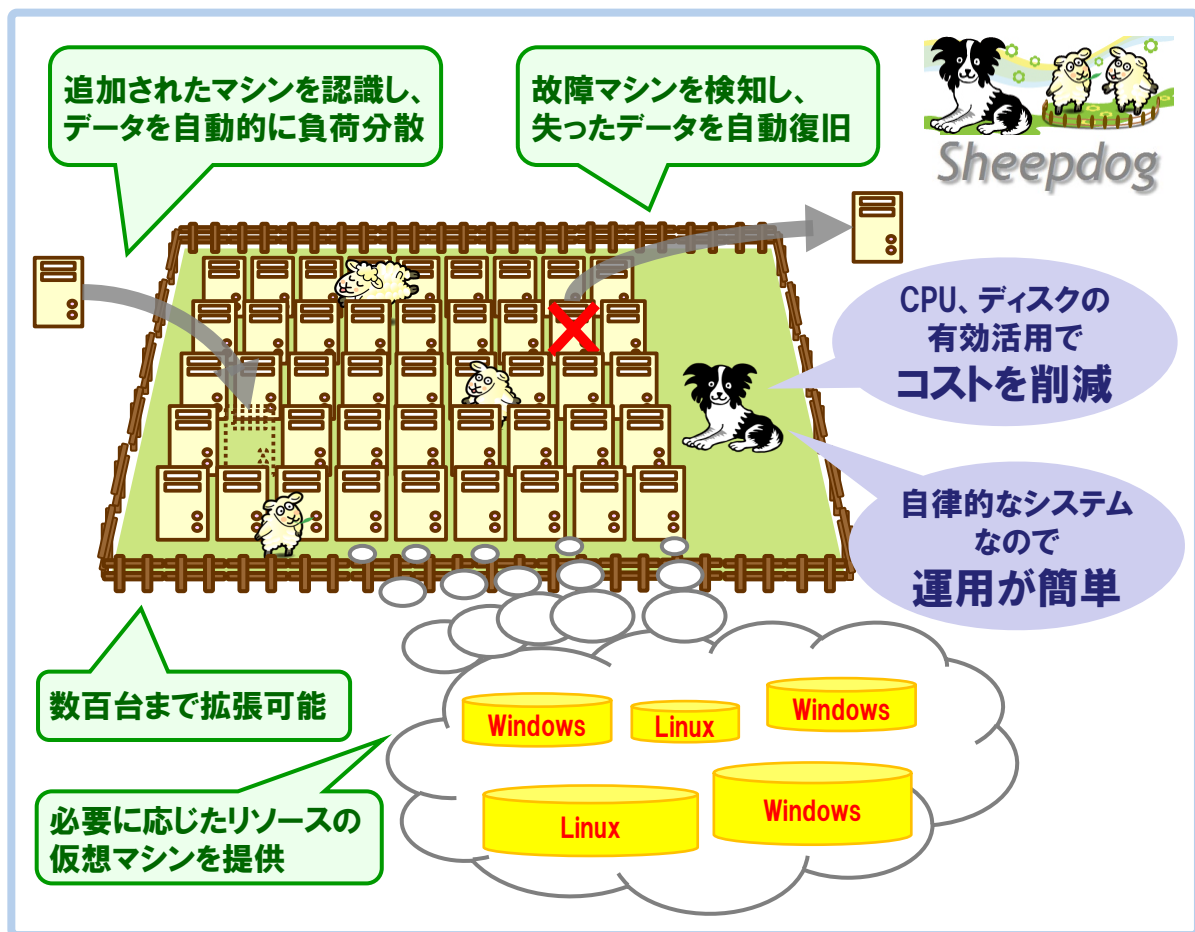 追加されたマシンを認識し、
データを自動的に負荷分散
故障マシンを検知し、
失ったデータを自動復旧
Sheepdog
CPU、ディスクの
有効活用で
コストを削減
自律的なシステム
なので
運用が簡単
数百台まで拡張可能
必要に応じたリソースの
仮想マシンを提供
Windows
Linux
Windows
Linux
Windows